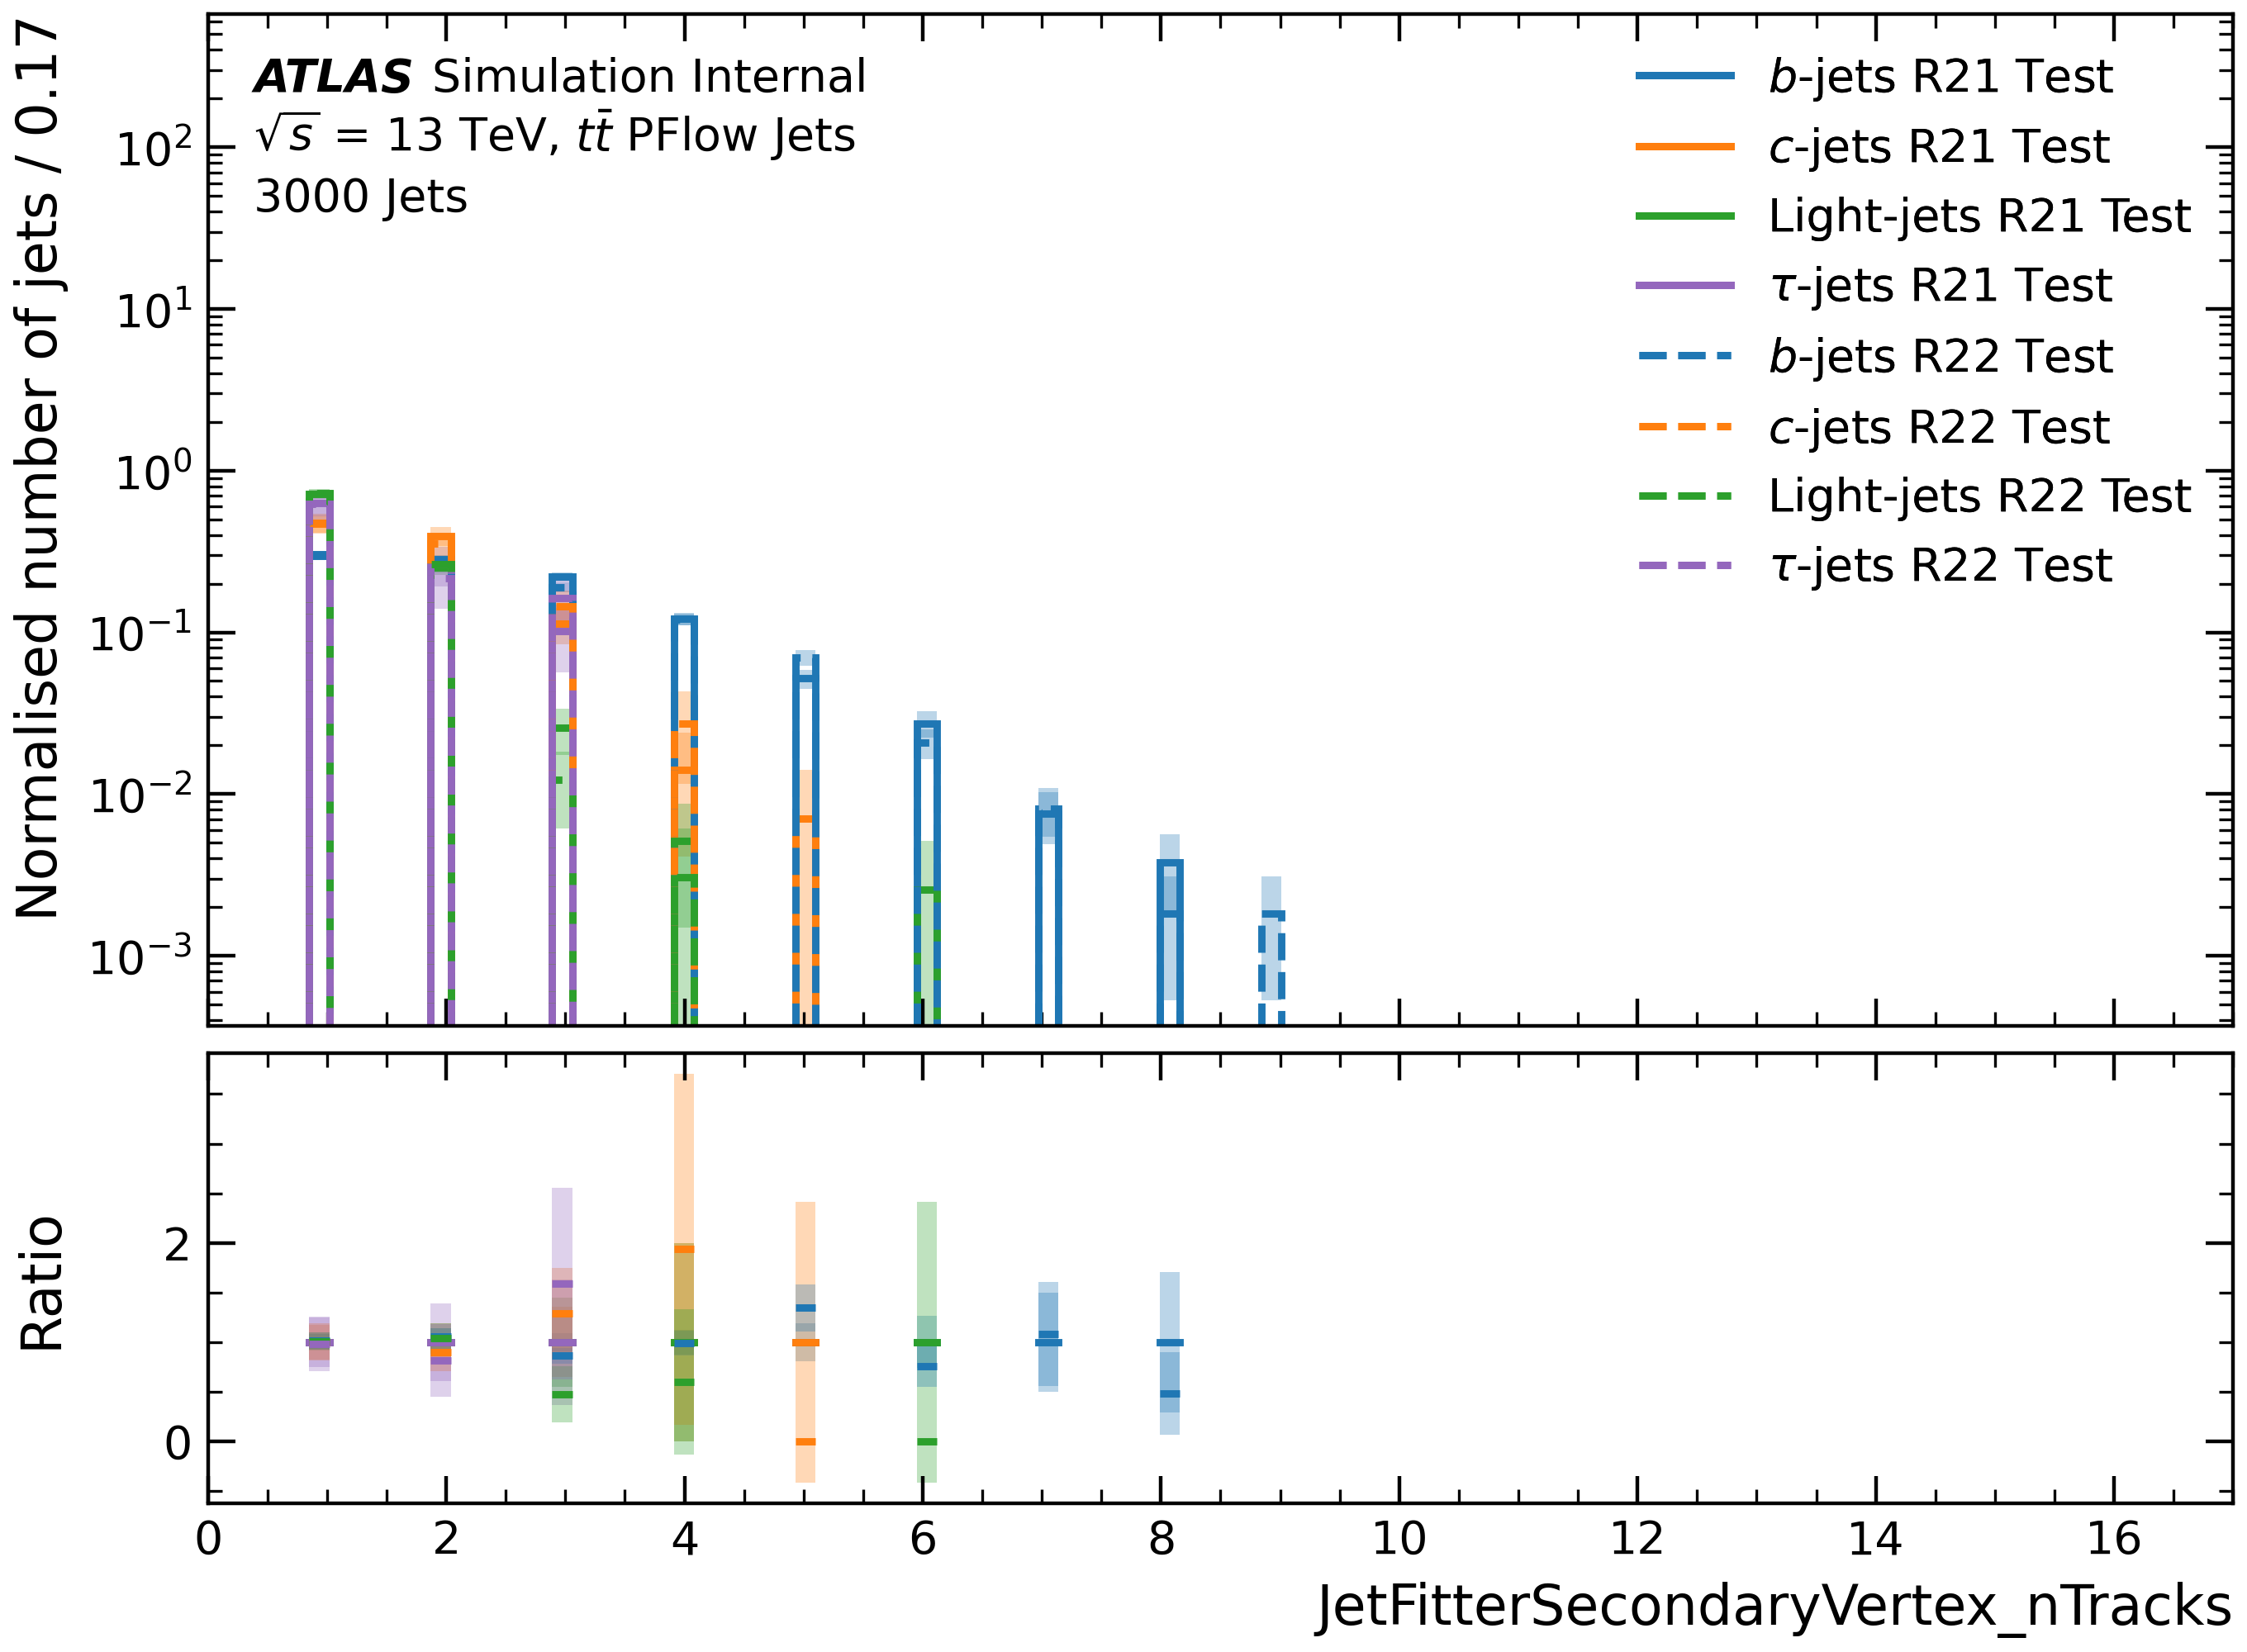 Normalised number of jets / 0.17
ATLAS Simulation Internal
√s = 13 TeV, tt̄ PFlow Jets
3000 Jets
b-jets R21 Test
c-jets R21 Test
Light-jets R21 Test
τ-jets R21 Test
b-jets R22 Test
c-jets R22 Test
Light-jets R22 Test
τ-jets R22 Test
10²
10¹
10⁰
10⁻¹
10⁻²
10⁻³
Ratio
2
0
0 2 4 6 8 10 12 14 16
JetFitterSecondaryVertex_nTracks